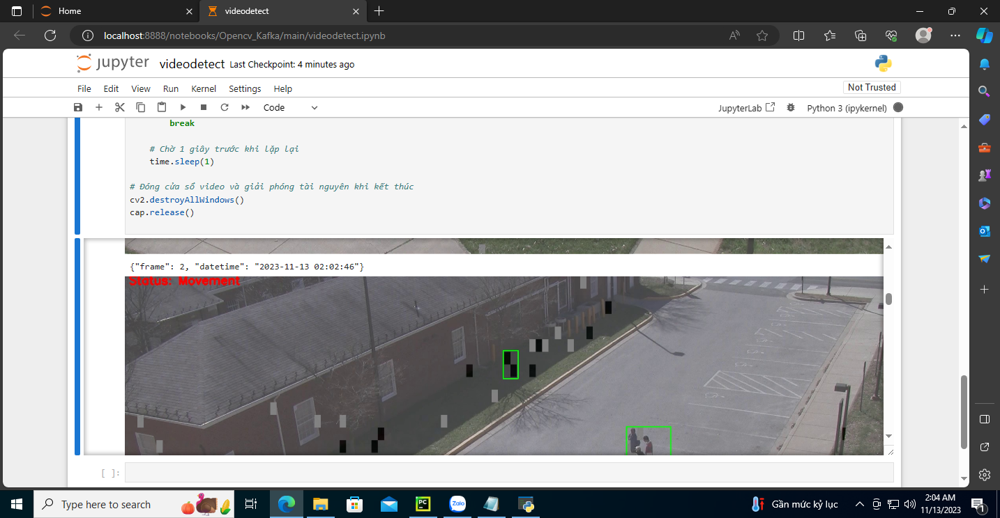 Home
videodetect
localhost:8888/notebooks/Opencv_Kafka/main/videodetect.ipynb
jupyter videodetect Last Checkpoint: 4 minutes ago
File Edit View Run Kernel Settings Help
Not Trusted
Code
JupyterLab
Python 3 (ipykernel)
break
# Chờ 1 giây trước khi lặp lại
time.sleep(1)
# Đóng cửa sổ video và giải phóng tài nguyên khi kết thúc
cv2.destroyAllWindows()
cap.release()
{"frame": 2, "datetime": "2023-11-13 02:02:46"}
Status: Movement
[ ]:
Type here to search
PC
Zalo
Gần mức kỷ lục
2:04 AM
11/13/2023
1